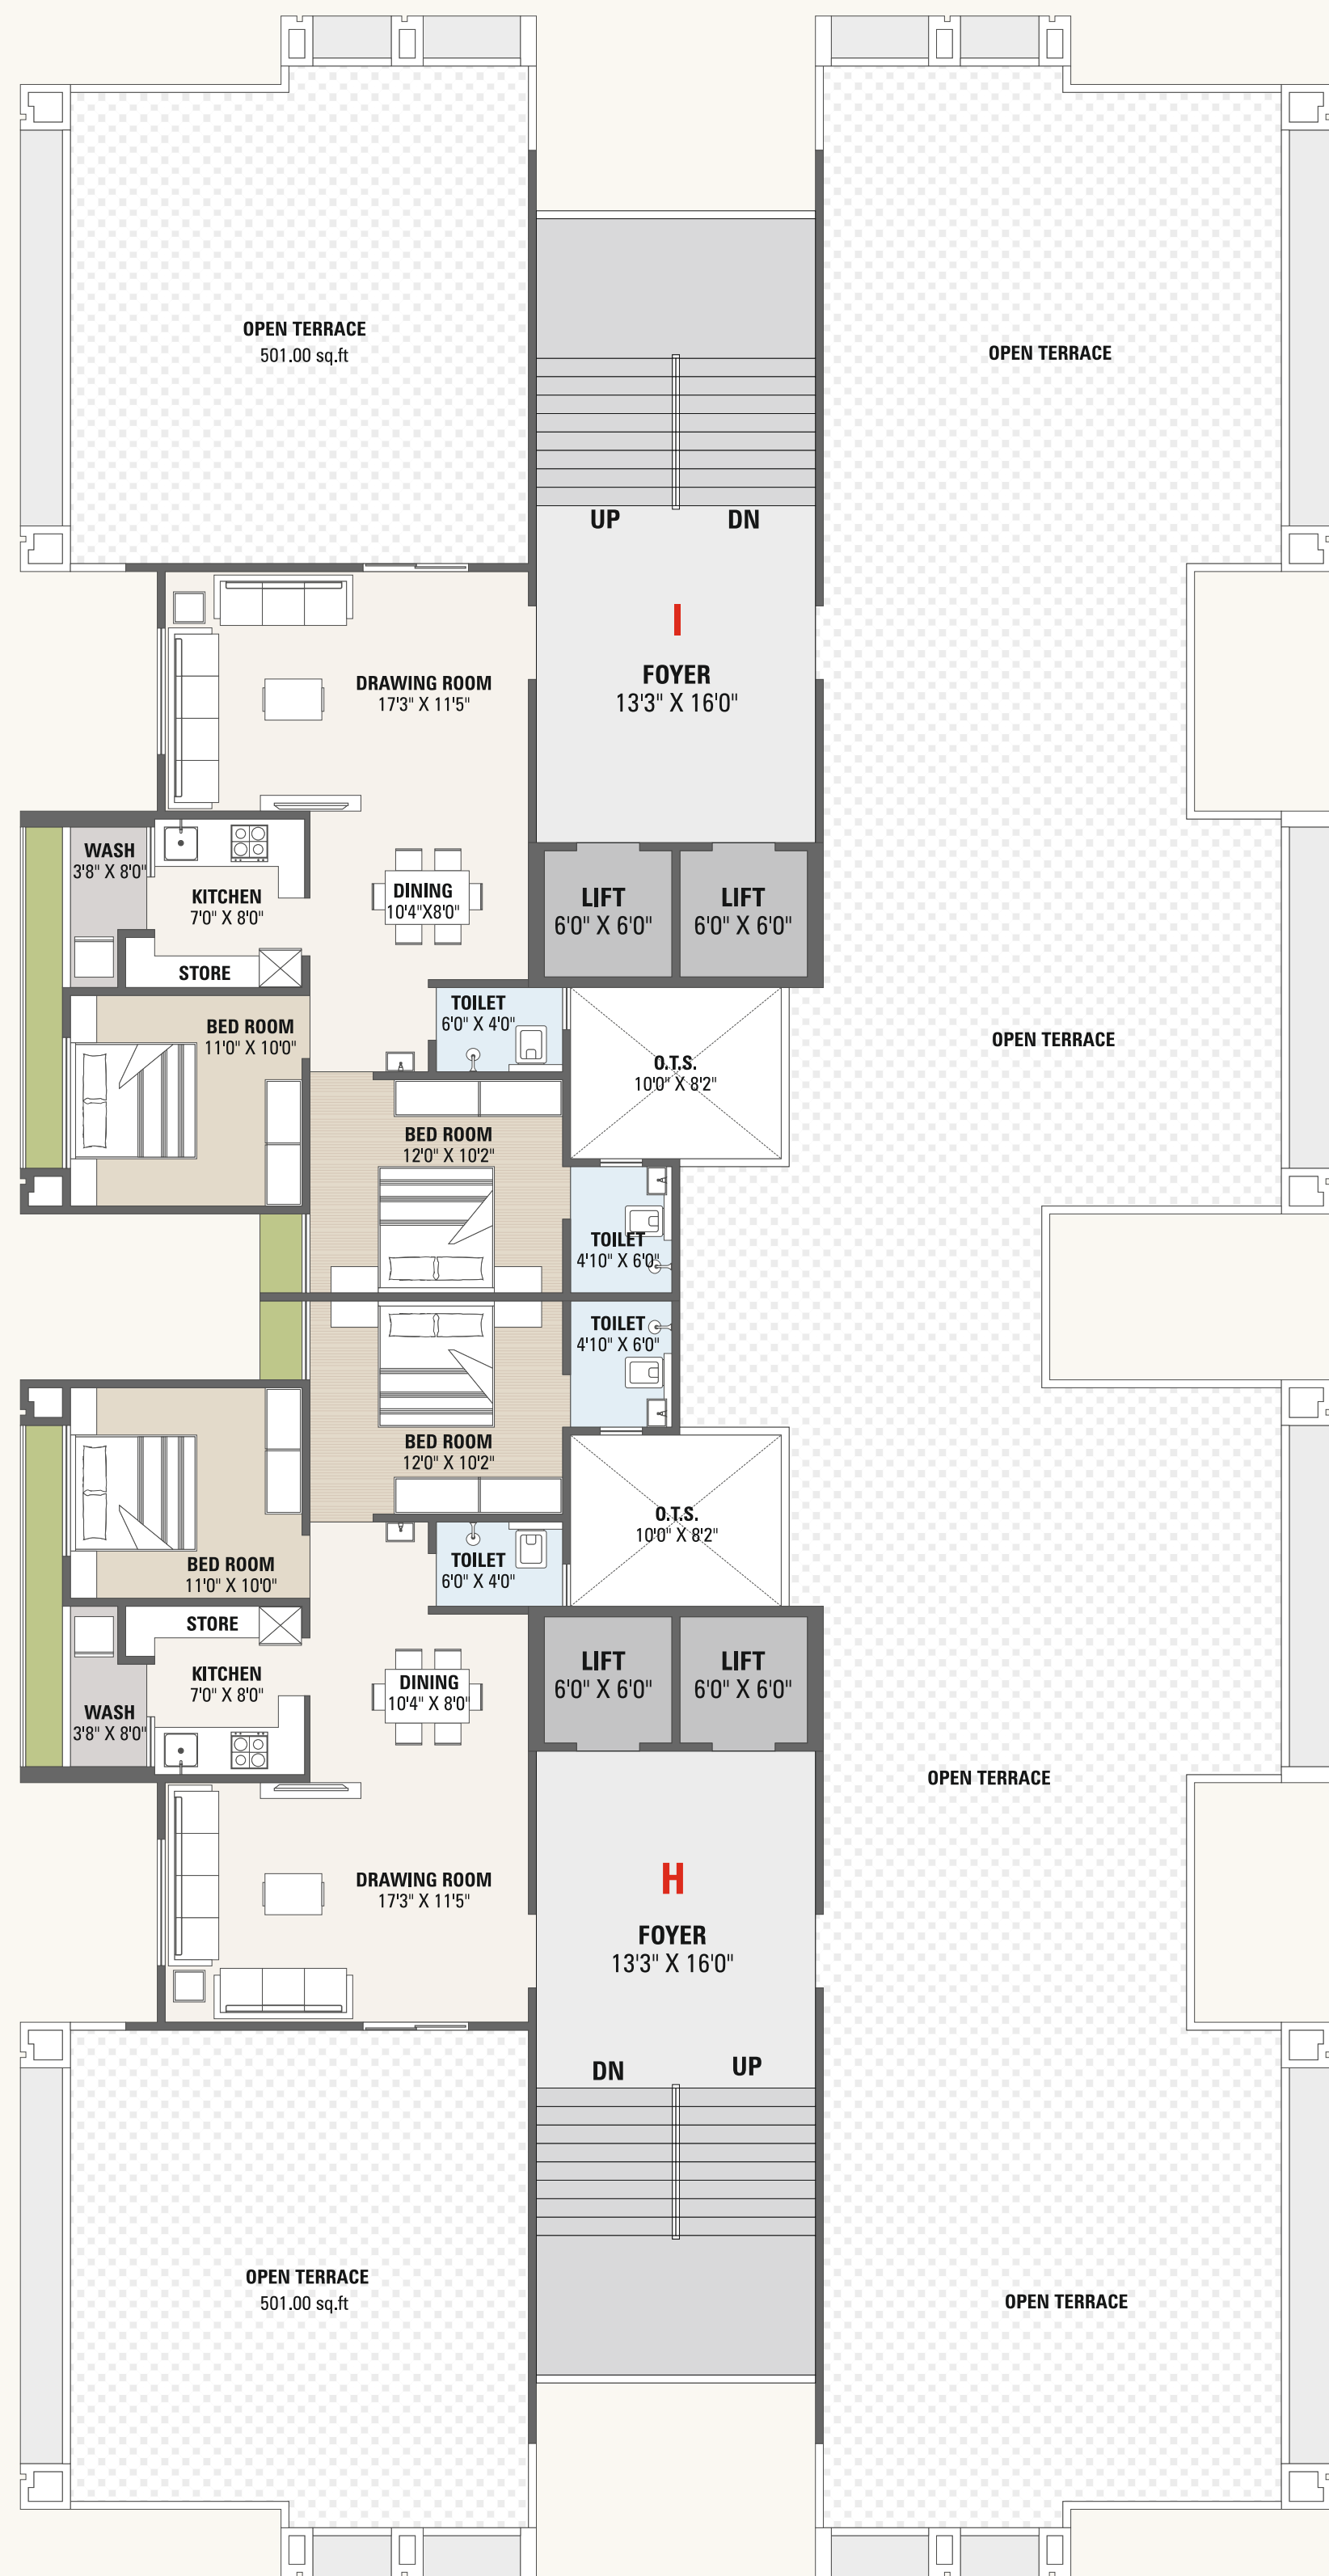 OPEN TERRACE
501.00 sq.ft
OPEN TERRACE
UP
DN
I
FOYER
13'3" X 16'0"
DRAWING ROOM
17'3" X 11'5"
WASH
3'8" X 8'0"
KITCHEN
7'0" X 8'0"
DINING
10'4"X8'0"
LIFT
6'0" X 6'0"
LIFT
6'0" X 6'0"
STORE
BED ROOM
11'0" X 10'0"
TOILET
6'0" X 4'0"
O.T.S.
10'0" X 8'2"
OPEN TERRACE
BED ROOM
12'0" X 10'2"
TOILET
4'10" X 6'0"
TOILET
4'10" X 6'0"
BED ROOM
12'0" X 10'2"
O.T.S.
10'0" X 8'2"
BED ROOM
11'0" X 10'0"
TOILET
6'0" X 4'0"
STORE
KITCHEN
7'0" X 8'0"
WASH
3'8" X 8'0"
DINING
10'4" X 8'0"
LIFT
6'0" X 6'0"
LIFT
6'0" X 6'0"
OPEN TERRACE
DRAWING ROOM
17'3" X 11'5"
H
FOYER
13'3" X 16'0"
DN
UP
OPEN TERRACE
501.00 sq.ft
OPEN TERRACE